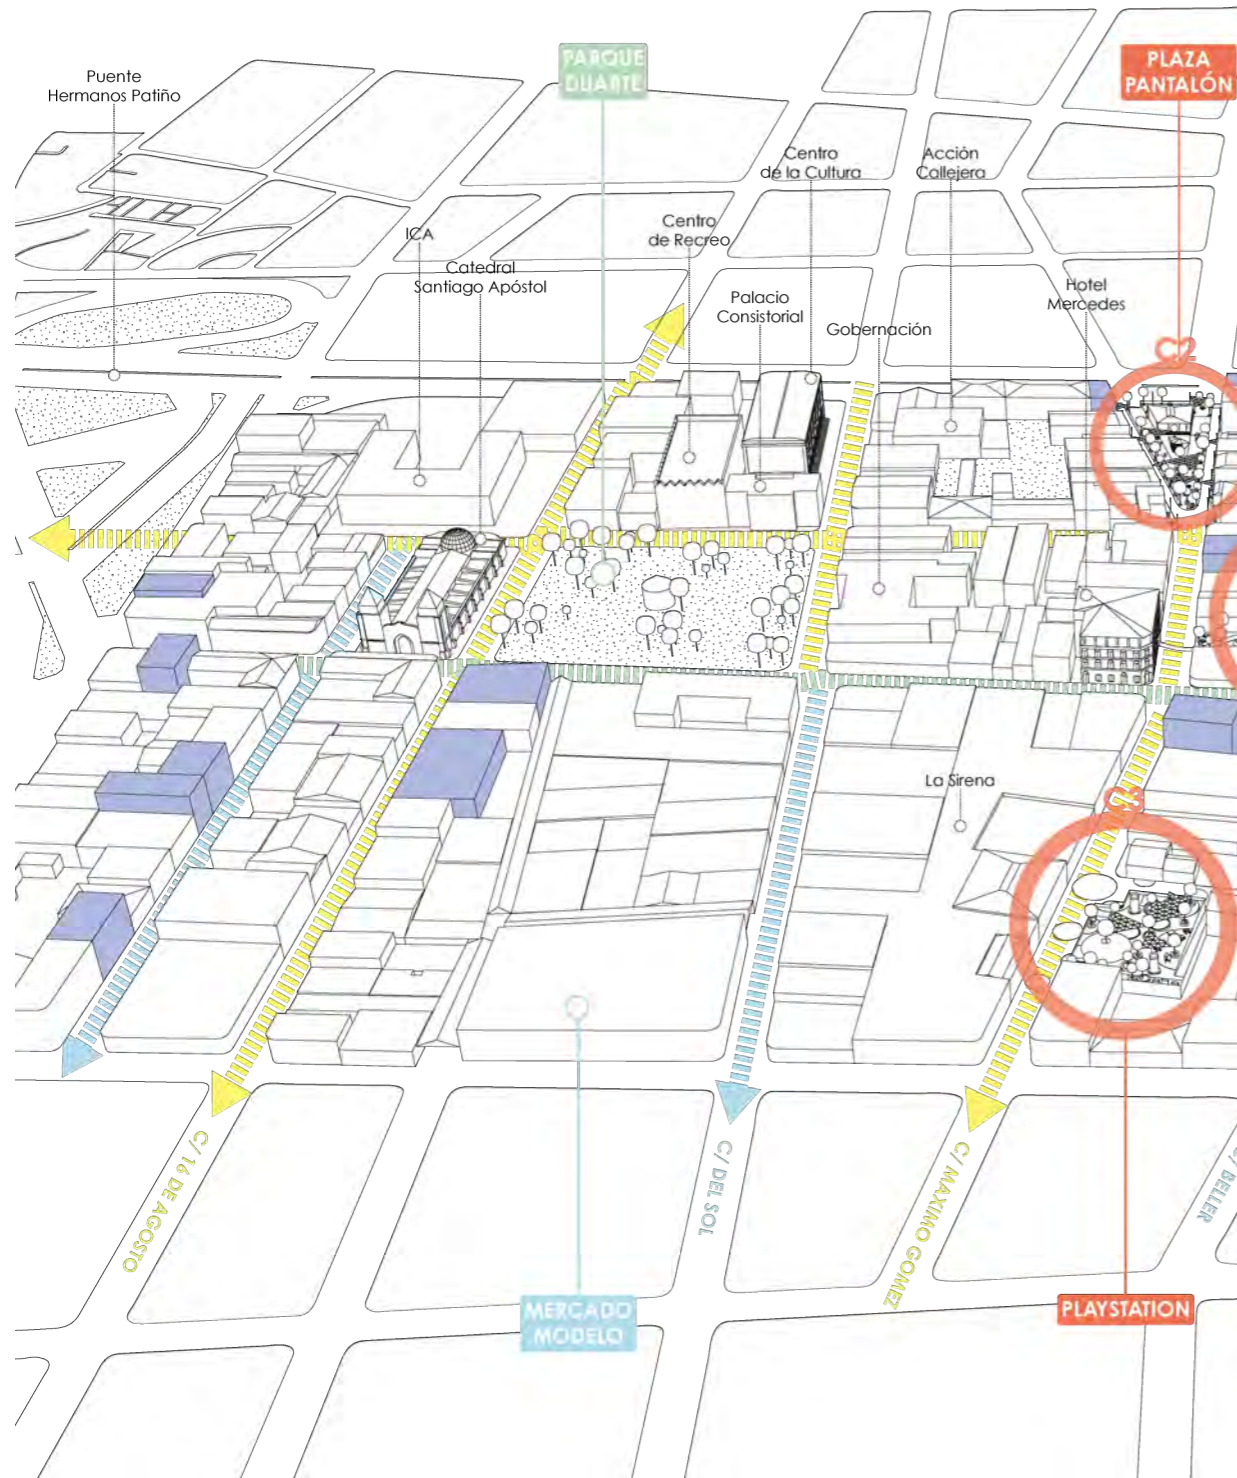 PARQUE
DUARTE
PLAZA
PANTALÓN
Puente
Hermanos Patiño
Centro
de la Cultura
Acción
Callejera
Centro
de Recreo
ICA
Catedral
Santiago Apóstol
Palacio
Consistorial
Gobernación
Hotel
Mercedes
C2
La Sirena
C3
C/ 16 DE AGOSTO
C/ DEL SOL
C/ MAXIMO GOMEZ
C/ BELLER
MERCADO
MODELO
PLAYSTATION